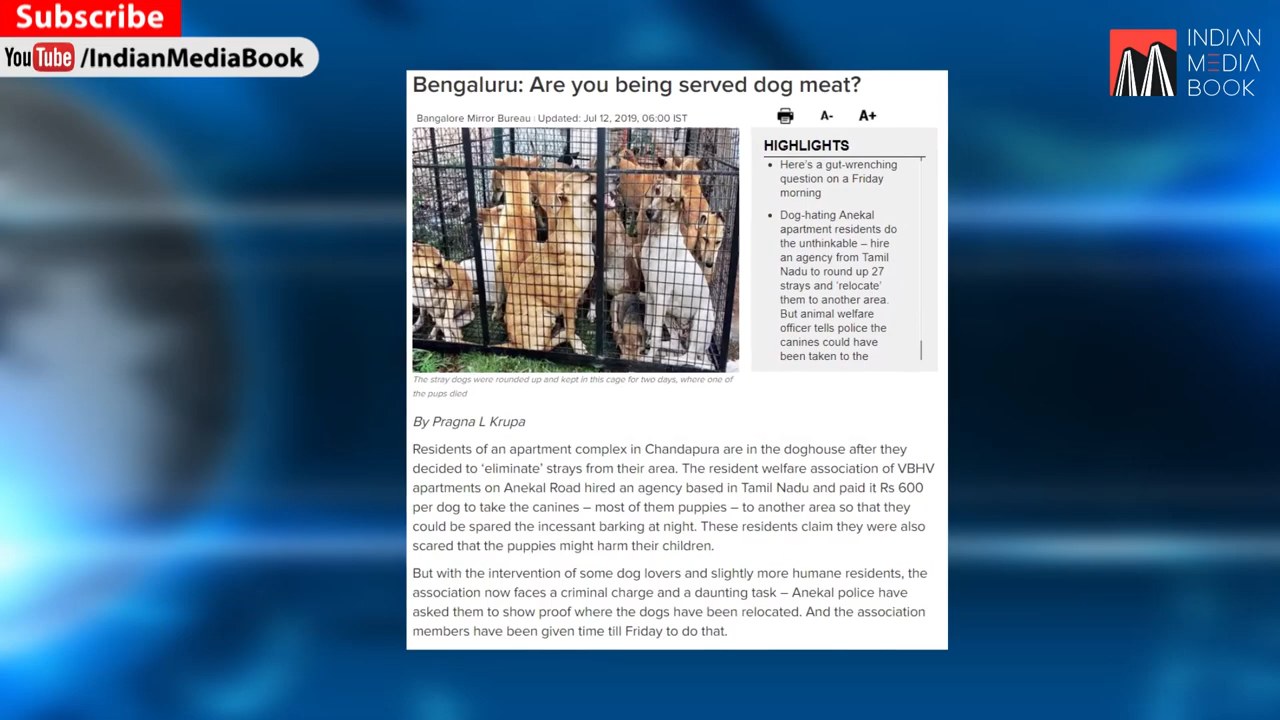 Subscribe
YouTube /IndianMediaBook
INDIAN
MEDIA
BOOK
Bengaluru: Are you being served dog meat?
Bangalore Mirror Bureau | Updated: Jul 12, 2019, 06:00 IST
A- A+
HIGHLIGHTS
• Here's a gut-wrenching
question on a Friday
morning
• Dog-hating Anekal
apartment residents do
the unthinkable – hire
an agency from Tamil
Nadu to round up 27
strays and 'relocate'
them to another area.
But animal welfare
officer tells police the
canines could have
been taken to the
The stray dogs were rounded up and kept in this cage for two days, where one of
the pups died
By Pragna L Krupa
Residents of an apartment complex in Chandapura are in the doghouse after they
decided to 'eliminate' strays from their area. The resident welfare association of VBHV
apartments on Anekal Road hired an agency based in Tamil Nadu and paid it Rs 600
per dog to take the canines – most of them puppies – to another area so that they
could be spared the incessant barking at night. These residents claim they were also
scared that the puppies might harm their children.
But with the intervention of some dog lovers and slightly more humane residents, the
association now faces a criminal charge and a daunting task – Anekal police have
asked them to show proof where the dogs have been relocated. And the association
members have been given time till Friday to do that.